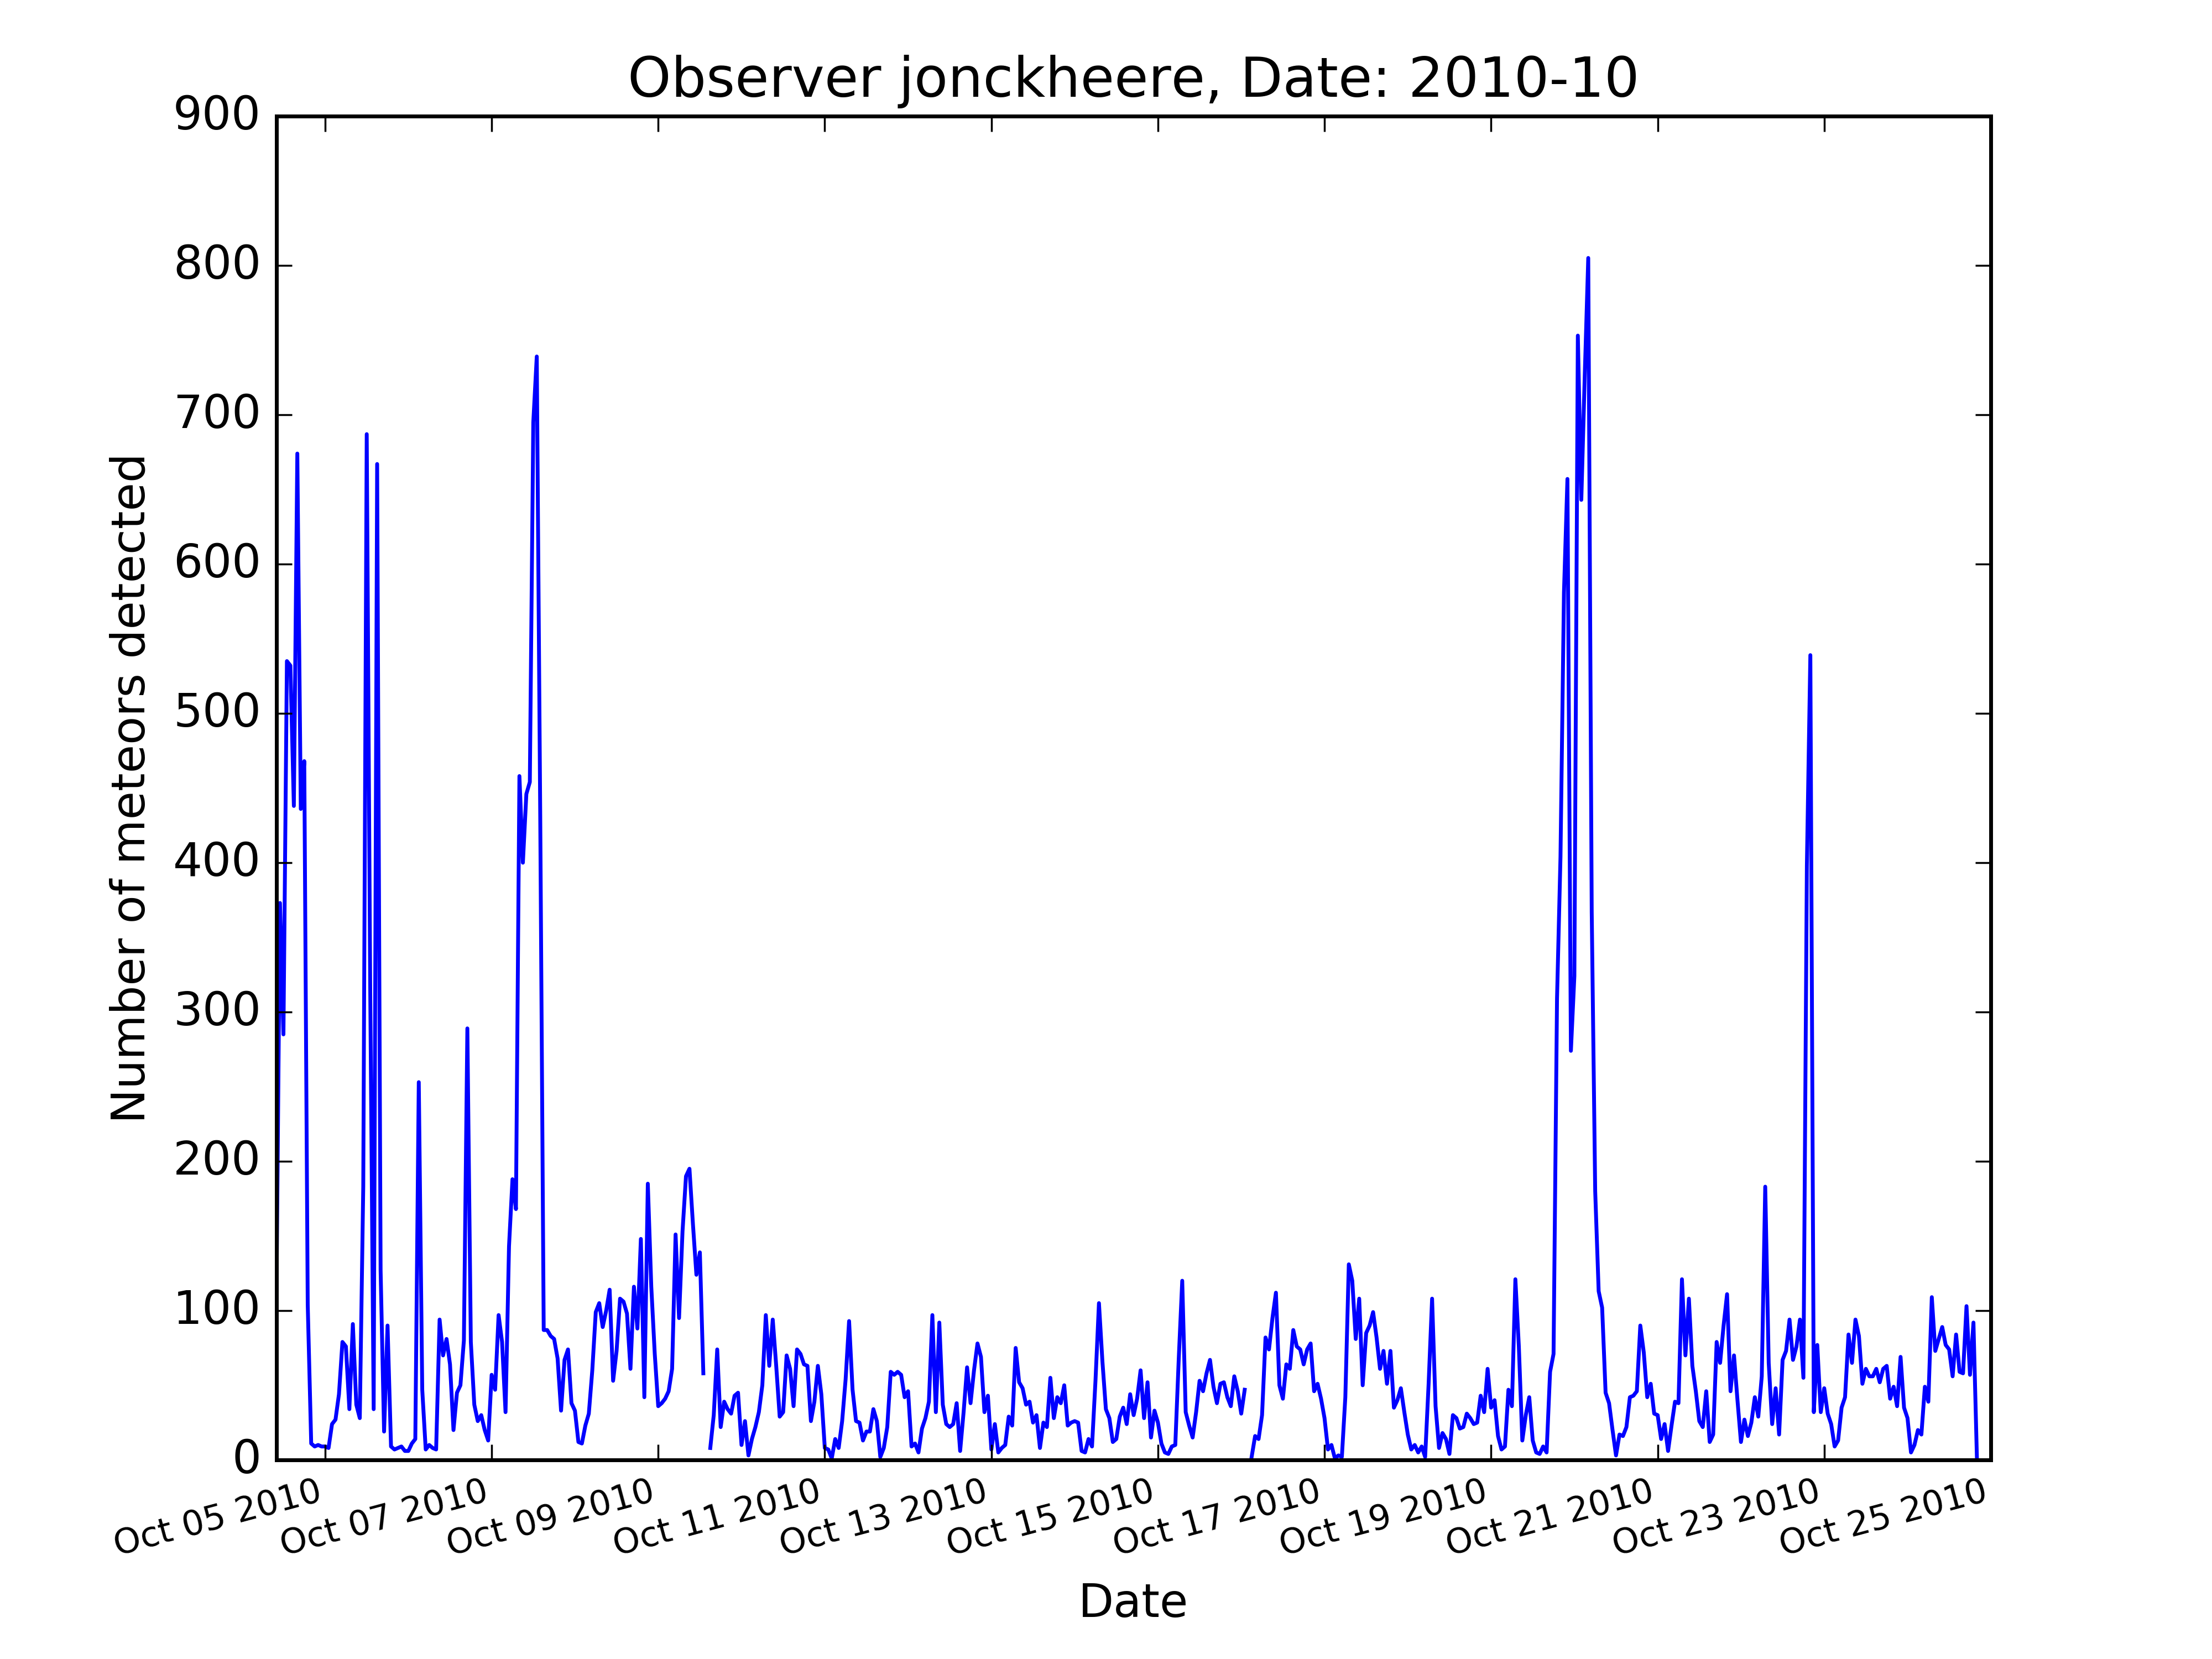 Observer jonckheere, Date: 2010-10
900
800
700
600
500
400
300
200
100
0
Number of meteors detected
Oct 05 2010
Oct 07 2010
Oct 09 2010
Oct 11 2010
Oct 13 2010
Oct 15 2010
Oct 17 2010
Oct 19 2010
Oct 21 2010
Oct 23 2010
Oct 25 2010
Date